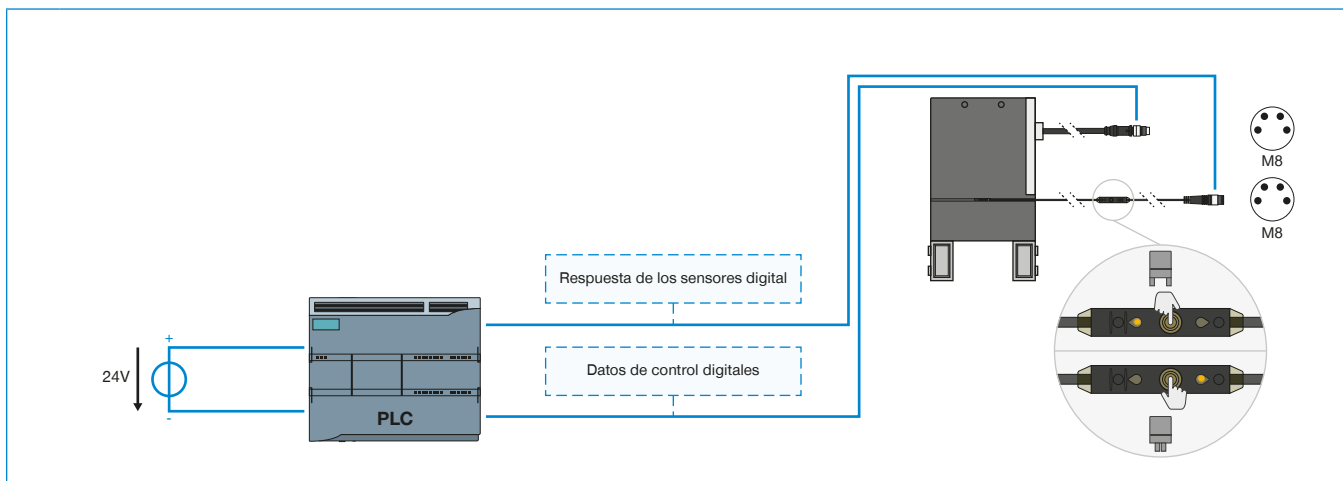 M8
M8
Respuesta de los sensores digital
+
24V
Datos de control digitales
-
PLC